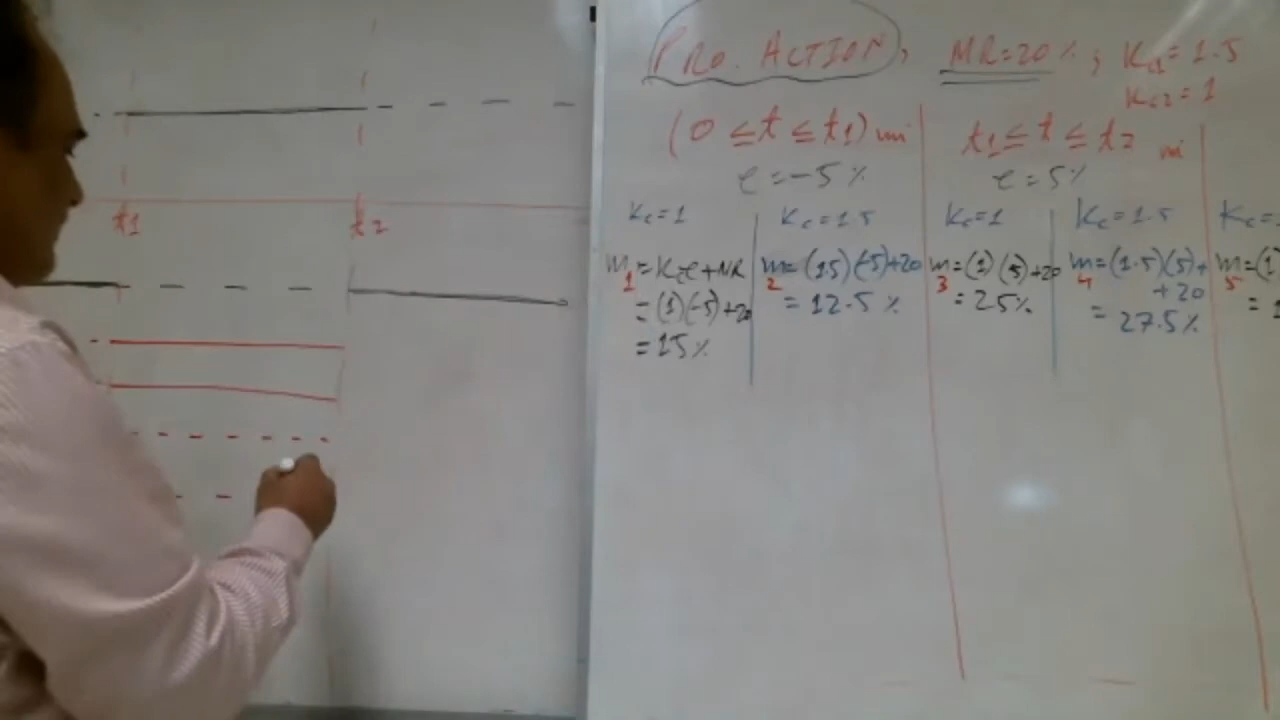 PRO. ACTION, MR=20%; Kc1=1.5
Kc2=1
(0≤t≤t1)mi
t1≤t≤t2 mi
e=-5%
e=5%
Kc=1
Kc=1.5
Kc=1
Kc=1.5
Kc=
m1=Kce+MR
=(1)(-5)+20
=15%
m2=(1.5)(-5)+20
=12.5%
m3=(1)(5)+20
=25%
m4=(1.5)(5)+
+20
=27.5%
m5=(1)
=1
t1
t2